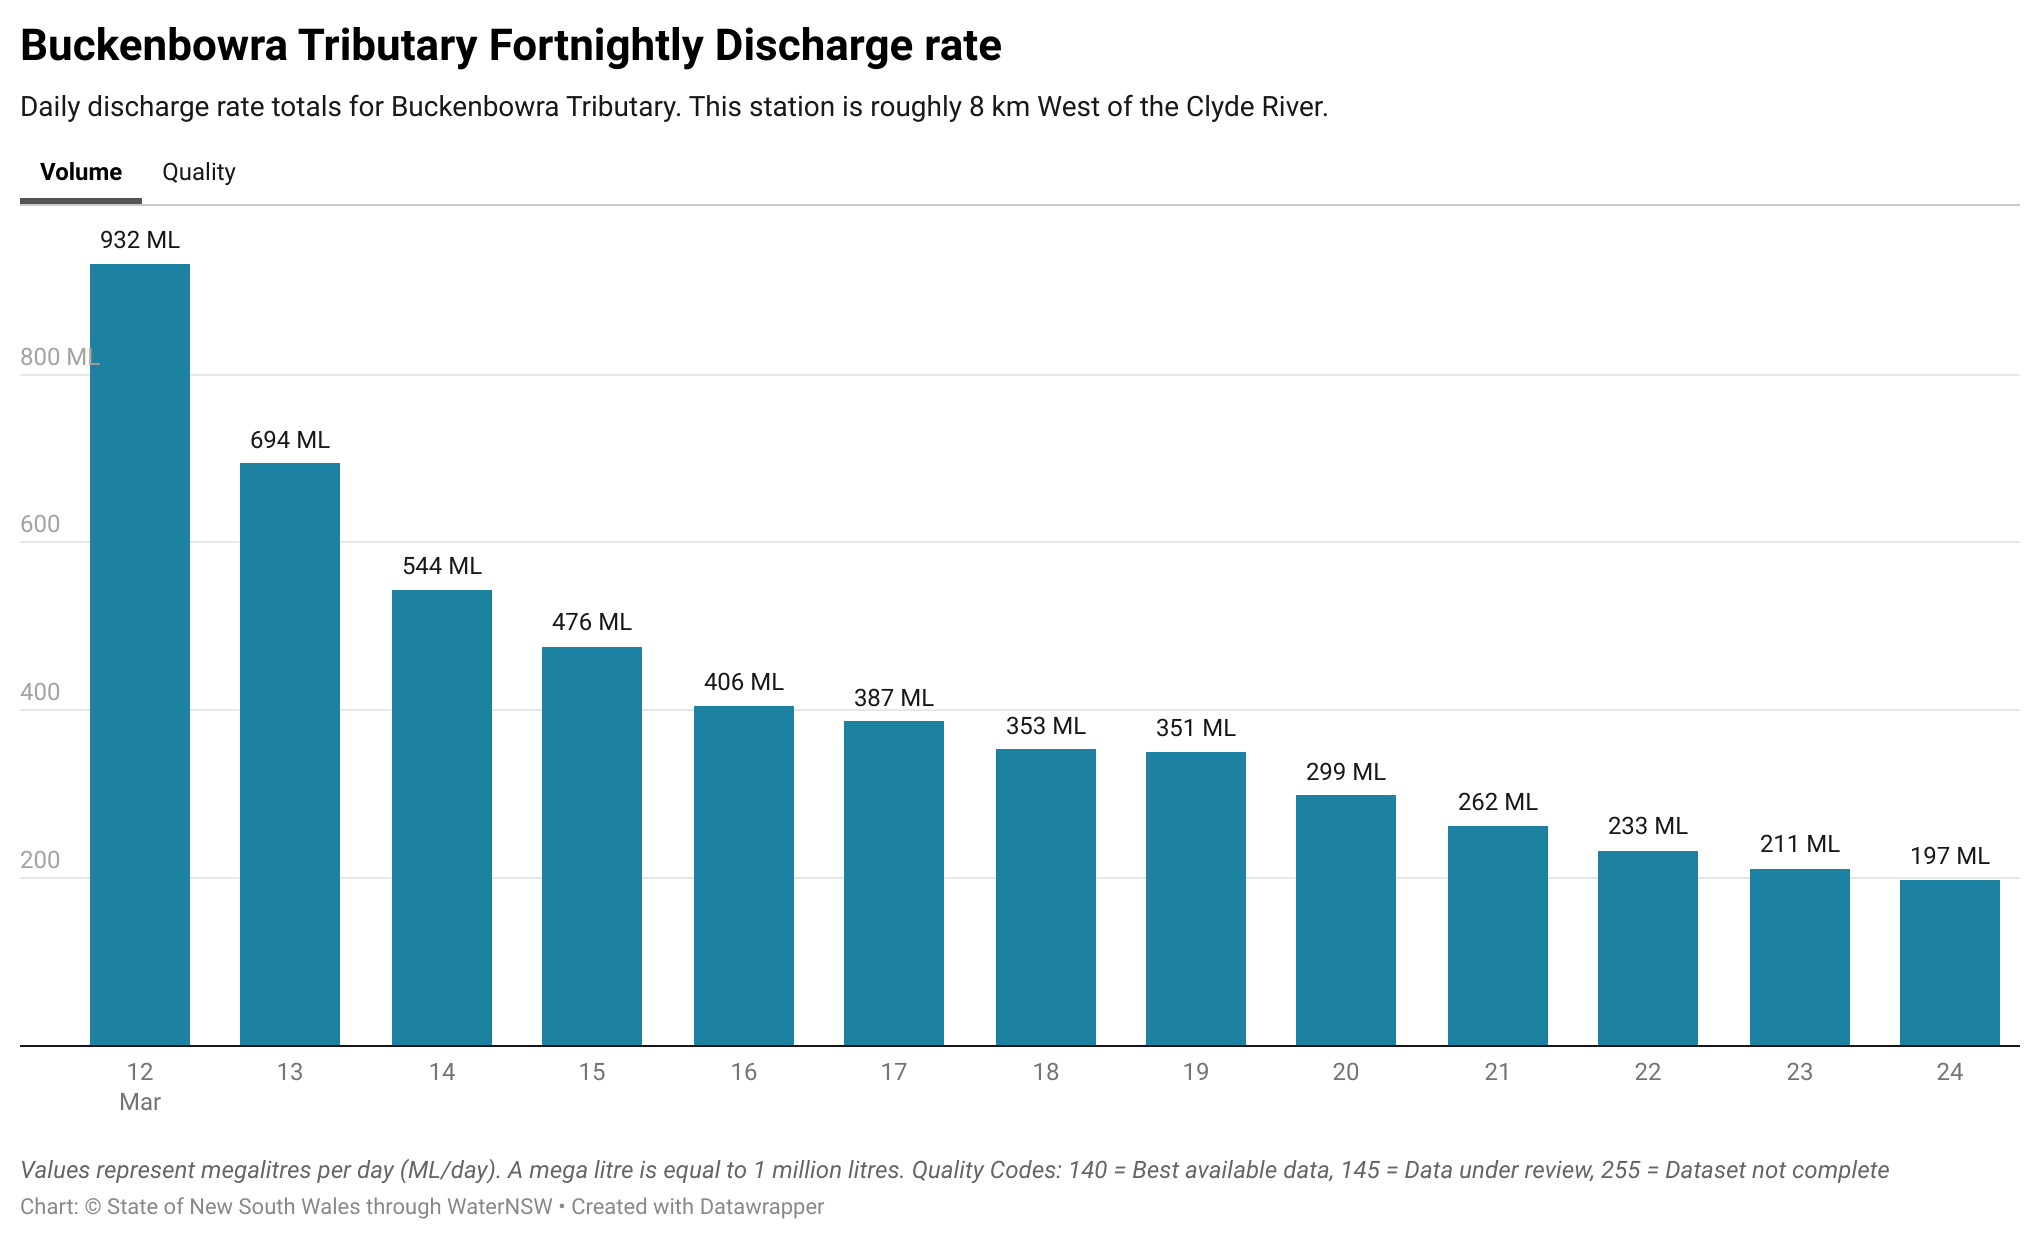 Buckenbowra Tributary Fortnightly Discharge rate
Daily discharge rate totals for Buckenbowra Tributary. This station is roughly 8 km West of the Clyde River.
Volume Quality
932 ML
800 ML
694 ML
600
544 ML
476 ML
406 ML
400
387 ML
353 ML
351 ML
299 ML
262 ML
233 ML
211 ML
197 ML
200
12 13 14 15 16 17 18 19 20 21 22 23 24
Mar
Values represent megalitres per day (ML/day). A mega litre is equal to 1 million litres. Quality Codes: 140 = Best available data, 145 = Data under review, 255 = Dataset not complete
Chart: © State of New South Wales through WaterNSW • Created with Datawrapper